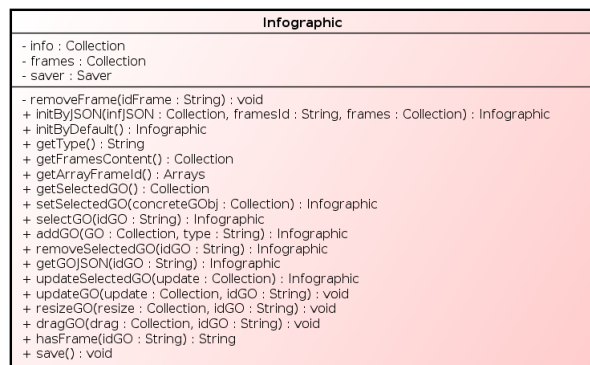 Infographic
- info : Collection
- frames : Collection
- saver : Saver
- removeFrame(idFrame : String) : void
+ initByJSON(infJSON : Collection, framesId : String, frames : Collection) : Infographic
+ initByDefault() : Infographic
+ getType() : String
+ getFramesContent() : Collection
+ getArrayFrameId() : Arrays
+ getSelectedGO() : Collection
+ setSelectedGO(concreteGObj : Collection) : Infographic
+ selectGO(idGO : String) : Infographic
+ addGO(GO : Collection, type : String) : Infographic
+ removeSelectedGO(idGO : String) : Infographic
+ getGOJSON(idGO : String) : Infographic
+ updateSelectedGO(update : Collection) : Infographic
+ updateGO(update : Collection, idGO : String) : void
+ resizeGO(resize : Collection, idGO : String) : void
+ dragGO(drag : Collection, idGO : String) : void
+ hasFrame(idGO : String) : String
+ save() : void